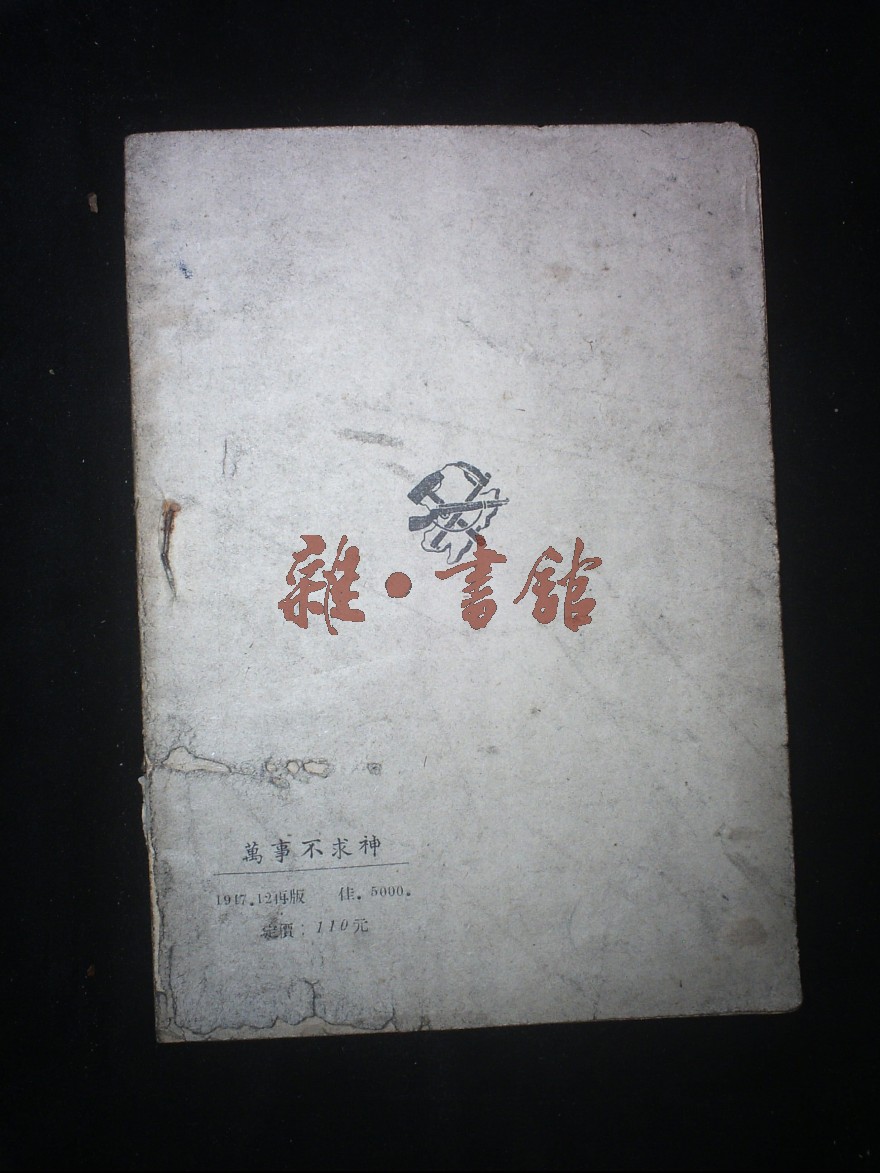 雜·書館
萬事不求神
1947.12再版 佳.5000.
定價：110元